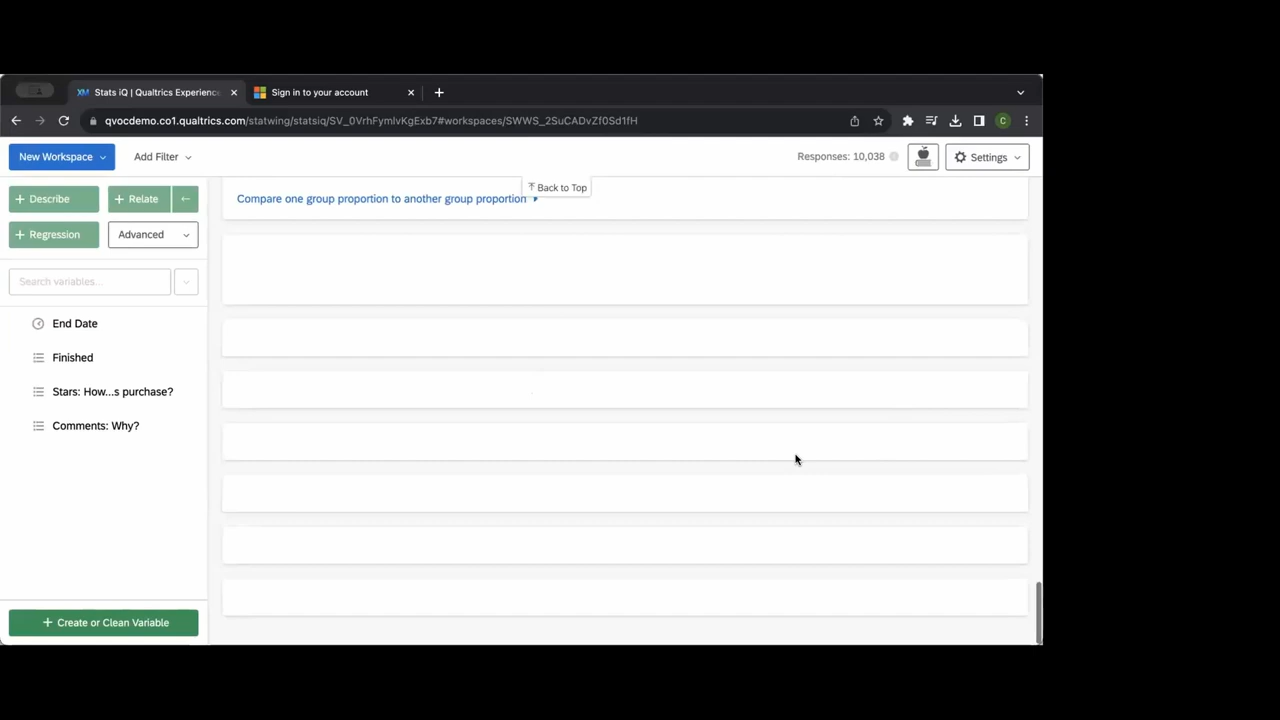 XM Stats iQ | Qualtrics Experienc
Sign in to your account
qvocdemo.co1.qualtrics.com/statwing/statsiq/SV_0VrhFymlvKgExb7#workspaces/SWWS_2SuCADvZf0Sd1fH
C
New Workspace
Add Filter
Responses: 10,038
Settings
+ Describe
+ Relate
Back to Top
Compare one group proportion to another group proportion
+ Regression
Advanced
Search variables...
End Date
Finished
Stars: How...s purchase?
Comments: Why?
+ Create or Clean Variable